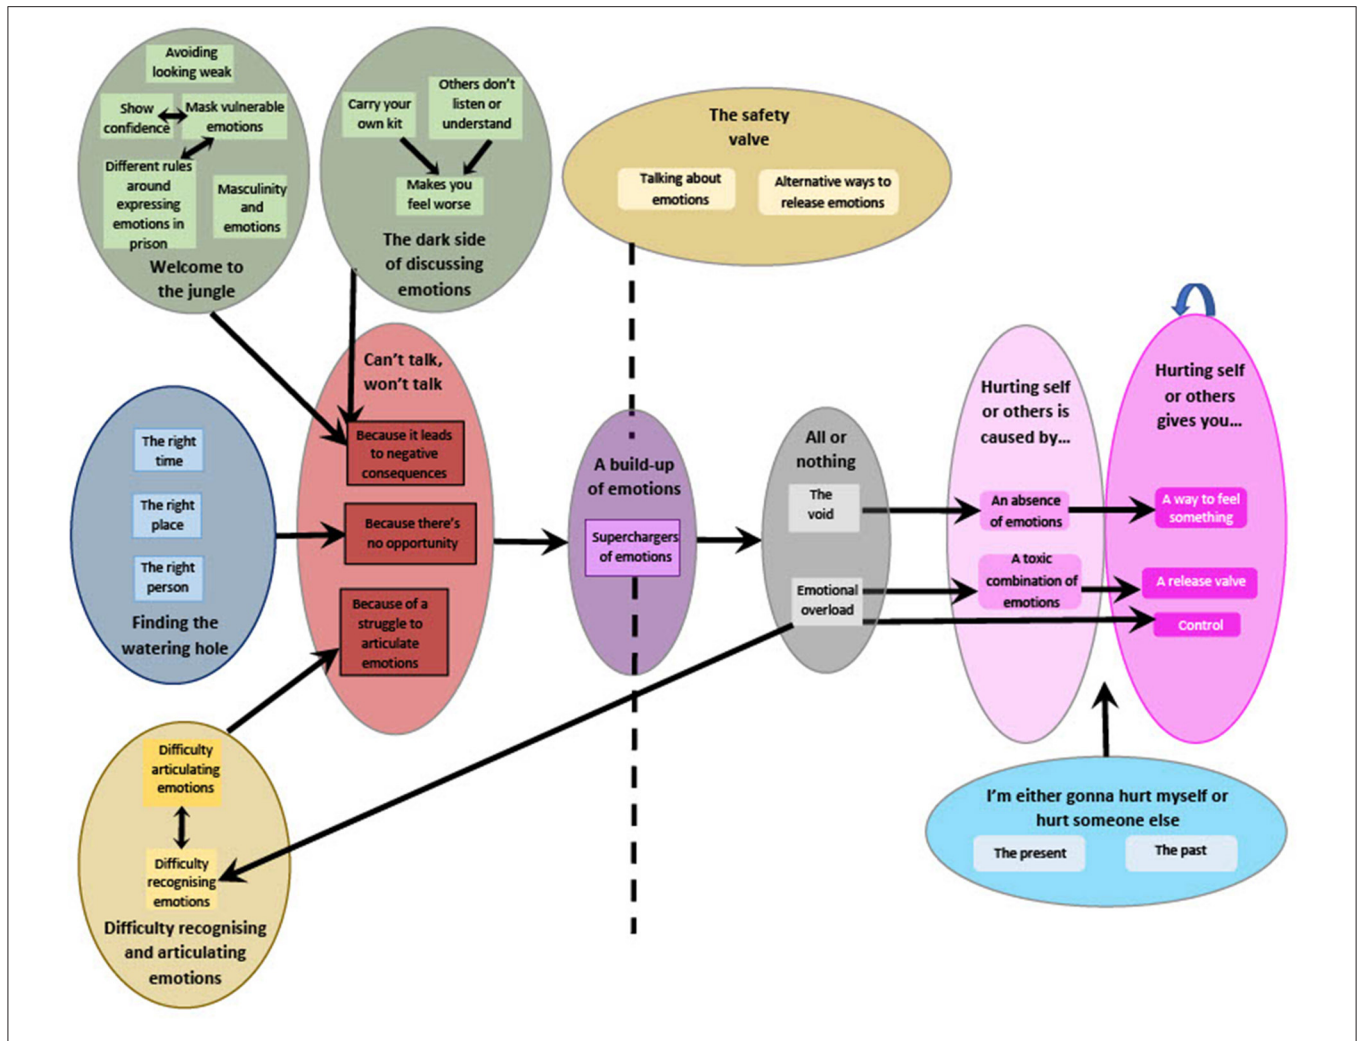 Avoiding
looking weak
Show
confidence
Mask vulnerable
emotions
Different rules
around
expressing
emotions in
prison
Masculinity
and
emotions
Welcome to
the jungle
Carry your
own kit
Others don't
listen or
understand
Makes you
feel worse
The dark side
of discussing
emotions
The safety
valve
Talking about
emotions
Alternative ways to
release emotions
Can't talk,
won't talk
Because it leads
to negative
consequences
Because there's
no opportunity
Because of a
struggle to
articulate
emotions
The right
time
The right
place
The right
person
Finding the
watering hole
A build-up
of emotions
Superchargers
of emotions
All or
nothing
The
void
Emotional
overload
Hurting self
or others is
caused by...
An absence
of emotions
A toxic
combination of
emotions
Hurting self
or others
gives you...
A way to feel
something
A release valve
Control
Difficulty
articulating
emotions
Difficulty
recognising
emotions
Difficulty recognising
and articulating
emotions
I'm either gonna hurt myself or
hurt someone else
The present
The past